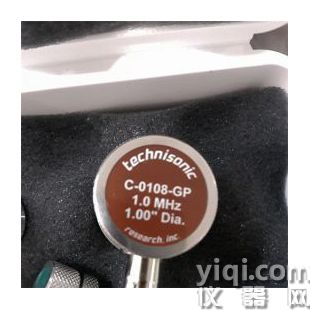 technisonic
C-0108-GP
1.0 MHz
1.00" Dia.
research, inc.
yiqi.com
仪器网